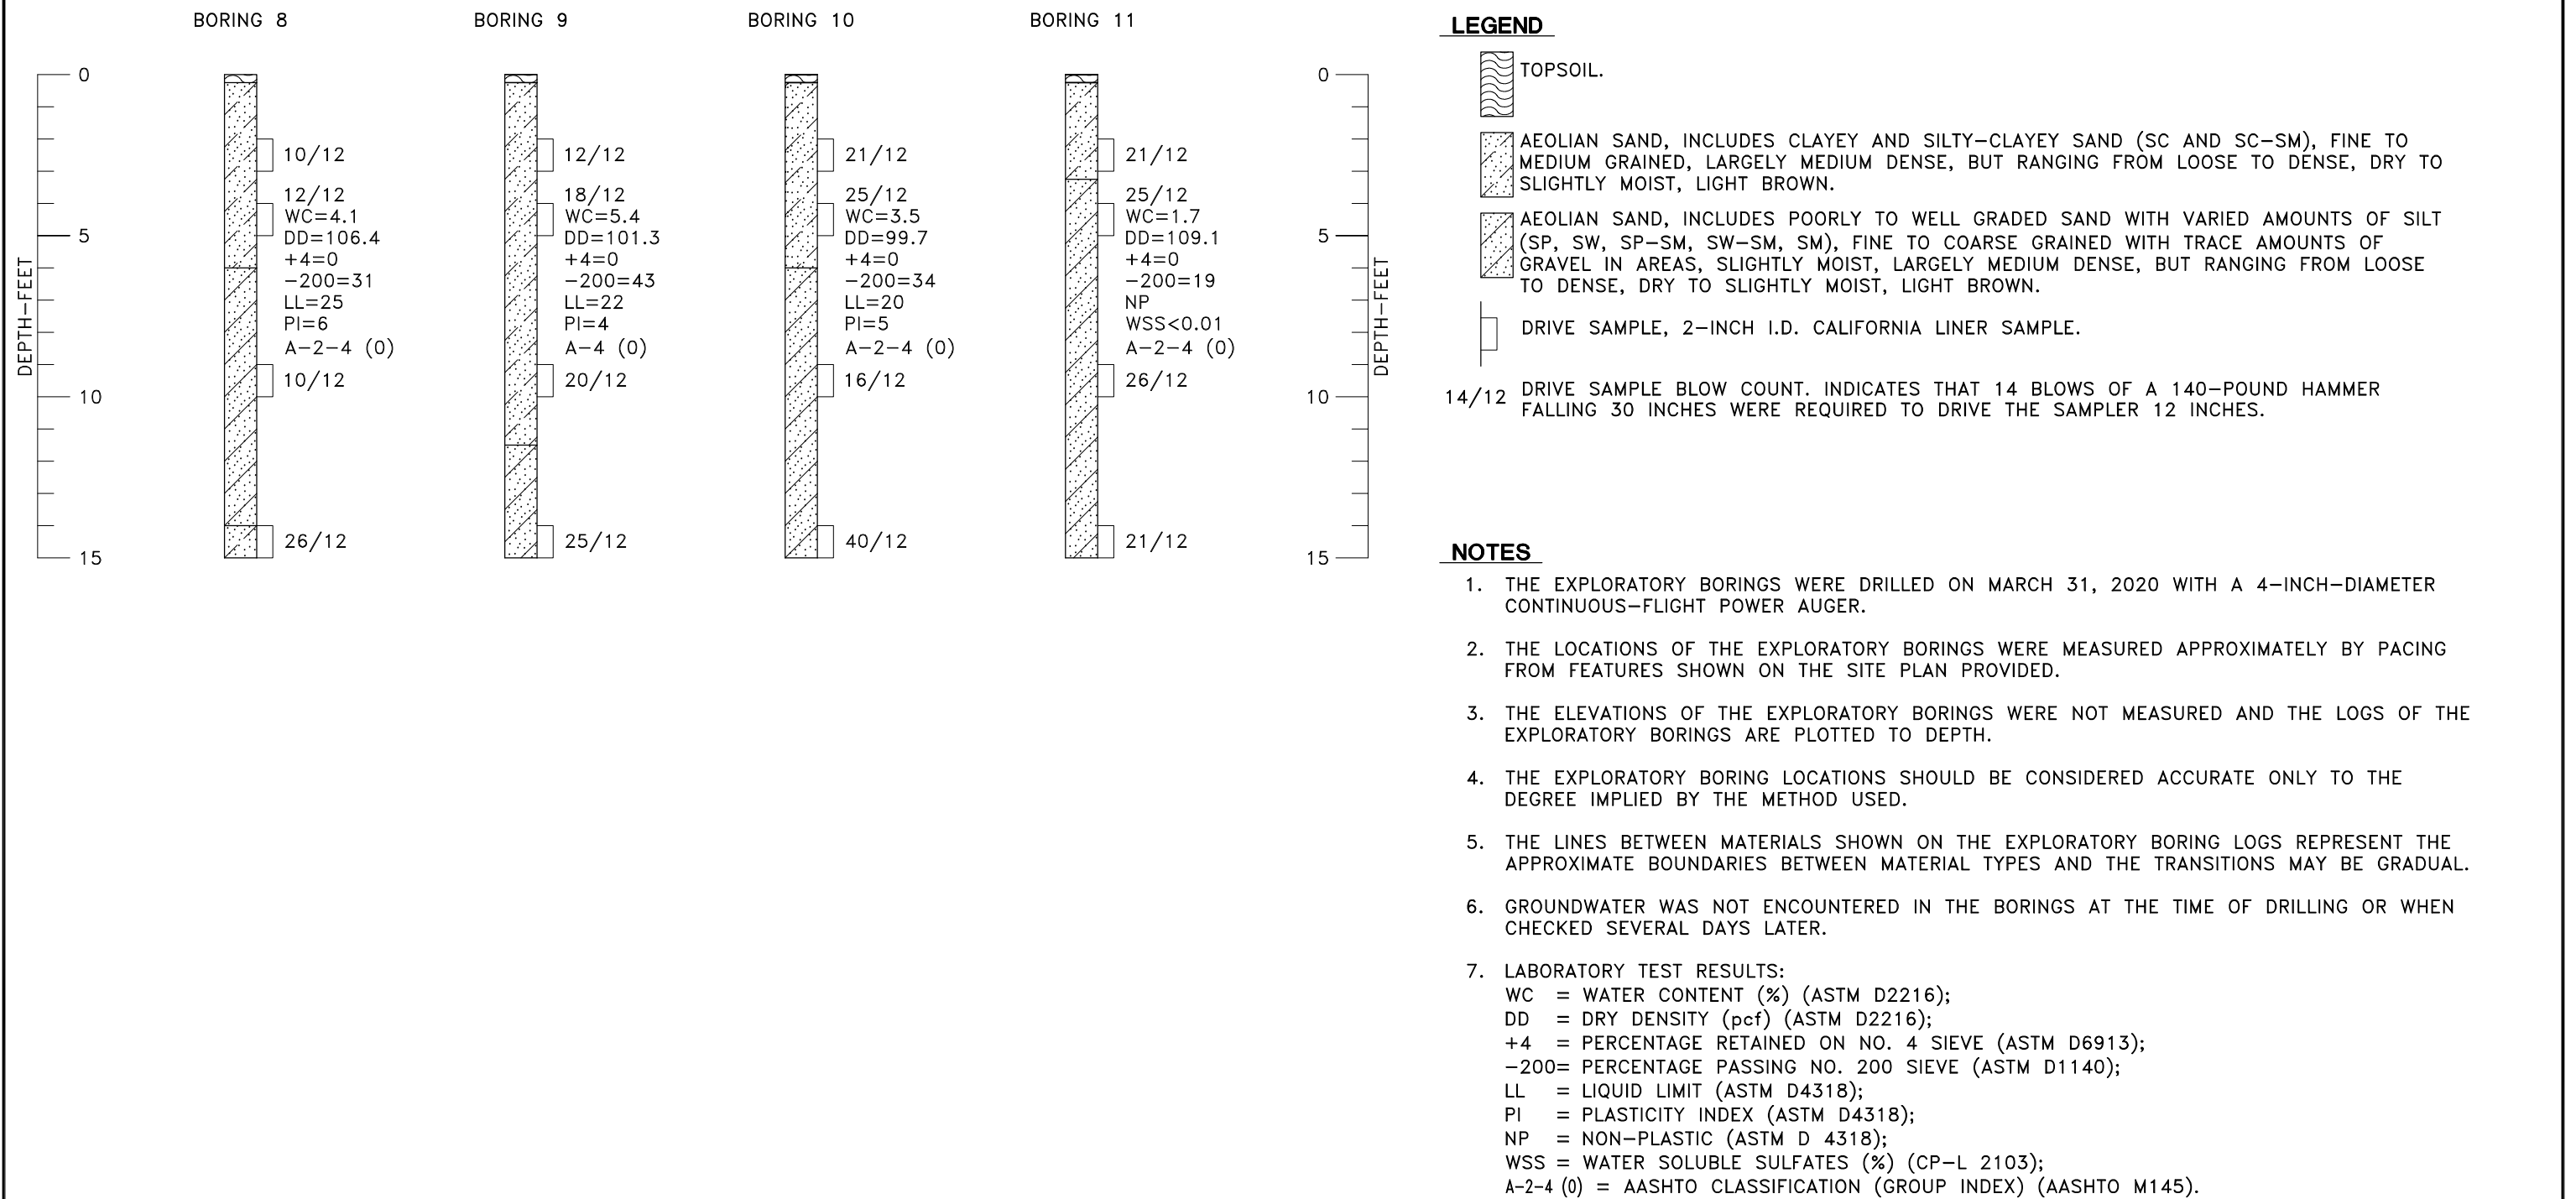 BORING 8
BORING 9
BORING 10
BORING 11
DEPTH-FEET
0
5
10
15
10/12
12/12
WC=4.1
DD=106.4
+4=0
-200=31
LL=25
PI=6
A-2-4 (0)
10/12
26/12
12/12
18/12
WC=5.4
DD=101.3
+4=0
-200=43
LL=22
PI=4
A-4 (0)
20/12
25/12
21/12
25/12
WC=3.5
DD=99.7
+4=0
-200=34
LL=20
PI=5
A-2-4 (0)
16/12
40/12
21/12
25/12
WC=1.7
DD=109.1
+4=0
-200=19
NP
WSS<0.01
A-2-4 (0)
26/12
21/12
0
5
10
15
DEPTH-FEET
LEGEND
TOPSOIL.
AEOLIAN SAND, INCLUDES CLAYEY AND SILTY-CLAYEY SAND (SC AND SC-SM), FINE TO
MEDIUM GRAINED, LARGELY MEDIUM DENSE, BUT RANGING FROM LOOSE TO DENSE, DRY TO
SLIGHTLY MOIST, LIGHT BROWN.
AEOLIAN SAND, INCLUDES POORLY TO WELL GRADED SAND WITH VARIED AMOUNTS OF SILT
(SP, SW, SP-SM, SW-SM, SM), FINE TO COARSE GRAINED WITH TRACE AMOUNTS OF
GRAVEL IN AREAS, SLIGHTLY MOIST, LARGELY MEDIUM DENSE, BUT RANGING FROM LOOSE
TO DENSE, DRY TO SLIGHTLY MOIST, LIGHT BROWN.
DRIVE SAMPLE, 2-INCH I.D. CALIFORNIA LINER SAMPLE.
14/12 DRIVE SAMPLE BLOW COUNT. INDICATES THAT 14 BLOWS OF A 140-POUND HAMMER
FALLING 30 INCHES WERE REQUIRED TO DRIVE THE SAMPLER 12 INCHES.
NOTES
1. THE EXPLORATORY BORINGS WERE DRILLED ON MARCH 31, 2020 WITH A 4-INCH-DIAMETER
CONTINUOUS-FLIGHT POWER AUGER.
2. THE LOCATIONS OF THE EXPLORATORY BORINGS WERE MEASURED APPROXIMATELY BY PACING
FROM FEATURES SHOWN ON THE SITE PLAN PROVIDED.
3. THE ELEVATIONS OF THE EXPLORATORY BORINGS WERE NOT MEASURED AND THE LOGS OF THE
EXPLORATORY BORINGS ARE PLOTTED TO DEPTH.
4. THE EXPLORATORY BORING LOCATIONS SHOULD BE CONSIDERED ACCURATE ONLY TO THE
DEGREE IMPLIED BY THE METHOD USED.
5. THE LINES BETWEEN MATERIALS SHOWN ON THE EXPLORATORY BORING LOGS REPRESENT THE
APPROXIMATE BOUNDARIES BETWEEN MATERIAL TYPES AND THE TRANSITIONS MAY BE GRADUAL.
6. GROUNDWATER WAS NOT ENCOUNTERED IN THE BORINGS AT THE TIME OF DRILLING OR WHEN
CHECKED SEVERAL DAYS LATER.
7. LABORATORY TEST RESULTS:
WC = WATER CONTENT (%) (ASTM D2216);
DD = DRY DENSITY (pcf) (ASTM D2216);
+4 = PERCENTAGE RETAINED ON NO. 4 SIEVE (ASTM D6913);
-200= PERCENTAGE PASSING NO. 200 SIEVE (ASTM D1140);
LL = LIQUID LIMIT (ASTM D4318);
PI = PLASTICITY INDEX (ASTM D4318);
NP = NON-PLASTIC (ASTM D 4318);
WSS = WATER SOLUBLE SULFATES (%) (CP-L 2103);
A-2-4 (0) = AASHTO CLASSIFICATION (GROUP INDEX) (AASHTO M145).